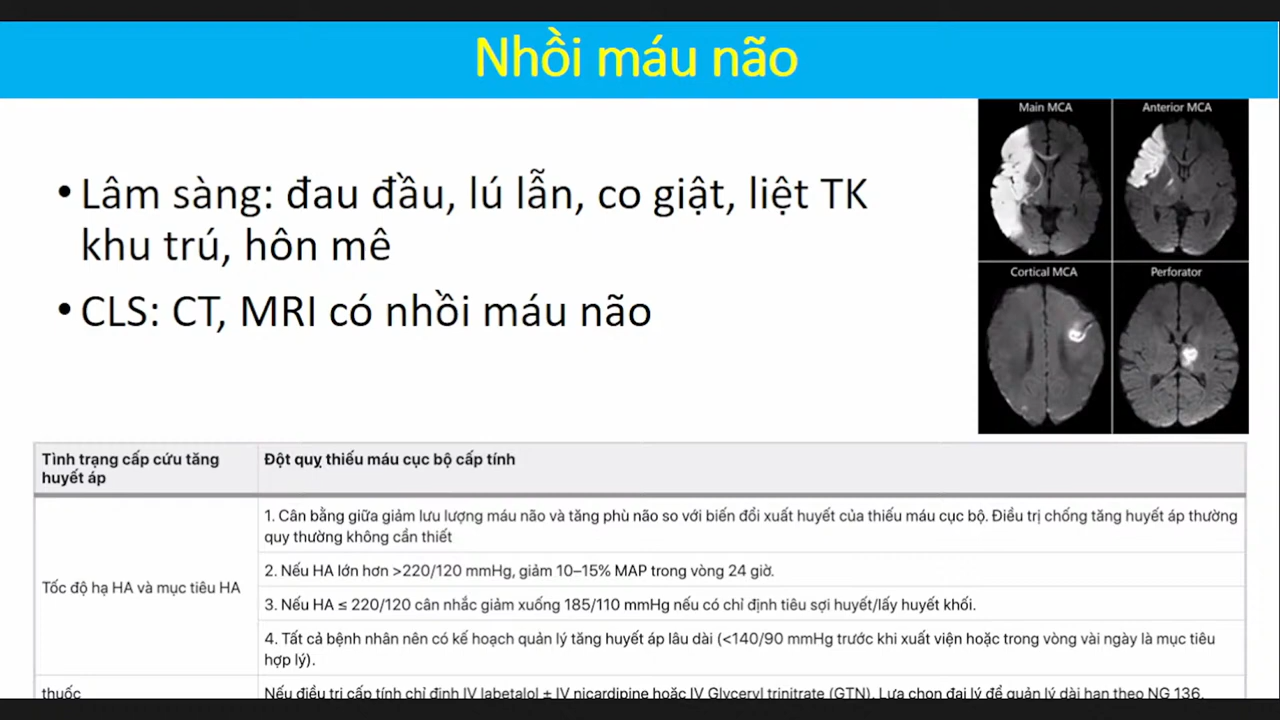 Nhồi máu não
Main MCA
Anterior MCA
Cortical MCA
Perforator
• Lâm sàng: đau đầu, lú lẫn, co giật, liệt TK
khu trú, hôn mê
• CLS: CT, MRI có nhồi máu não
Tình trạng cấp cứu tăng
huyết áp
Đột quỵ thiếu máu cục bộ cấp tính
Tốc độ hạ HA và mục tiêu HA
1. Cân bằng giữa giảm lưu lượng máu não và tăng phù não so với biến đổi xuất huyết của thiếu máu cục bộ. Điều trị chống tăng huyết áp thường
quy thường không cần thiết
2. Nếu HA lớn hơn >220/120 mmHg, giảm 10–15% MAP trong vòng 24 giờ.
3. Nếu HA ≤ 220/120 cân nhắc giảm xuống 185/110 mmHg nếu có chỉ định tiêu sợi huyết/lấy huyết khối.
4. Tất cả bệnh nhân nên có kế hoạch quản lý tăng huyết áp lâu dài (<140/90 mmHg trước khi xuất viện hoặc trong vòng vài ngày là mục tiêu
hợp lý).
thuốc
Nếu điều trị cấp tính chỉ định IV labetalol ± IV nicardipine hoặc IV Glyceryl trinitrate (GTN). Lựa chọn đại lý để quản lý dài hạn theo NG 136.